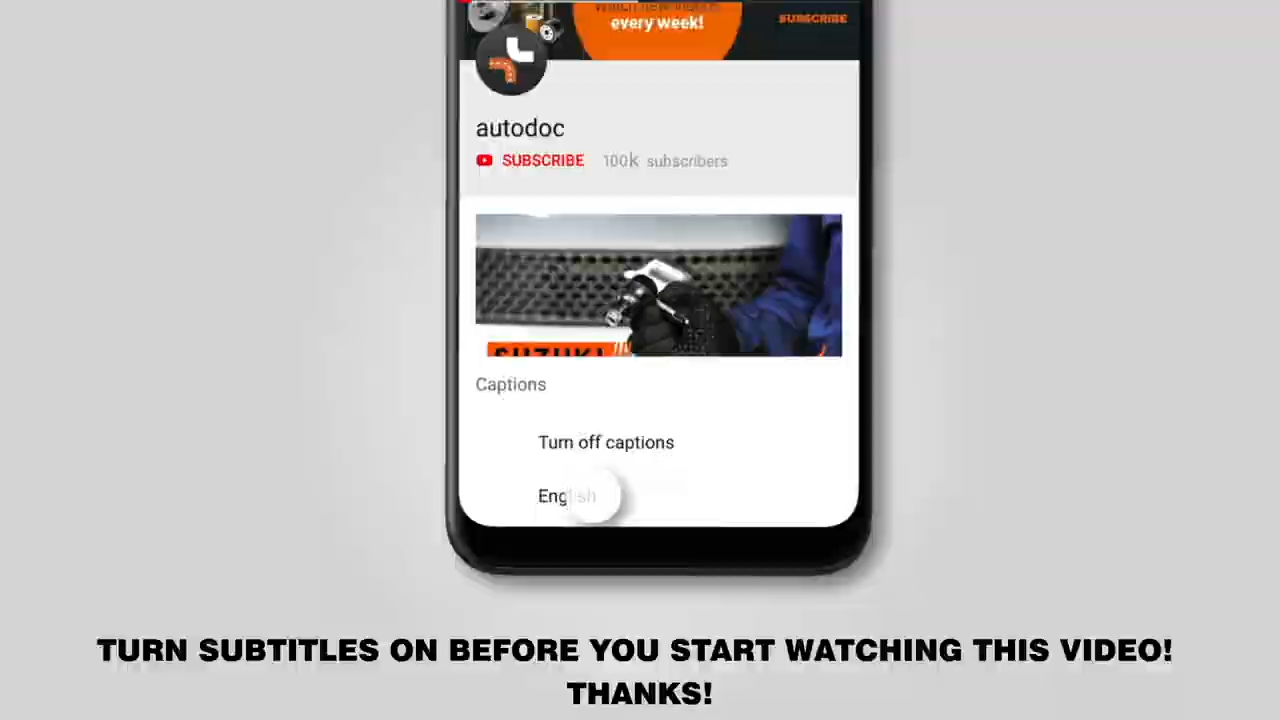 every week!
SUBSCRIBE
autodoc
SUBSCRIBE 100k subscribers
SUZUKI
Captions
Turn off captions
English
TURN SUBTITLES ON BEFORE YOU START WATCHING THIS VIDEO!
THANKS!